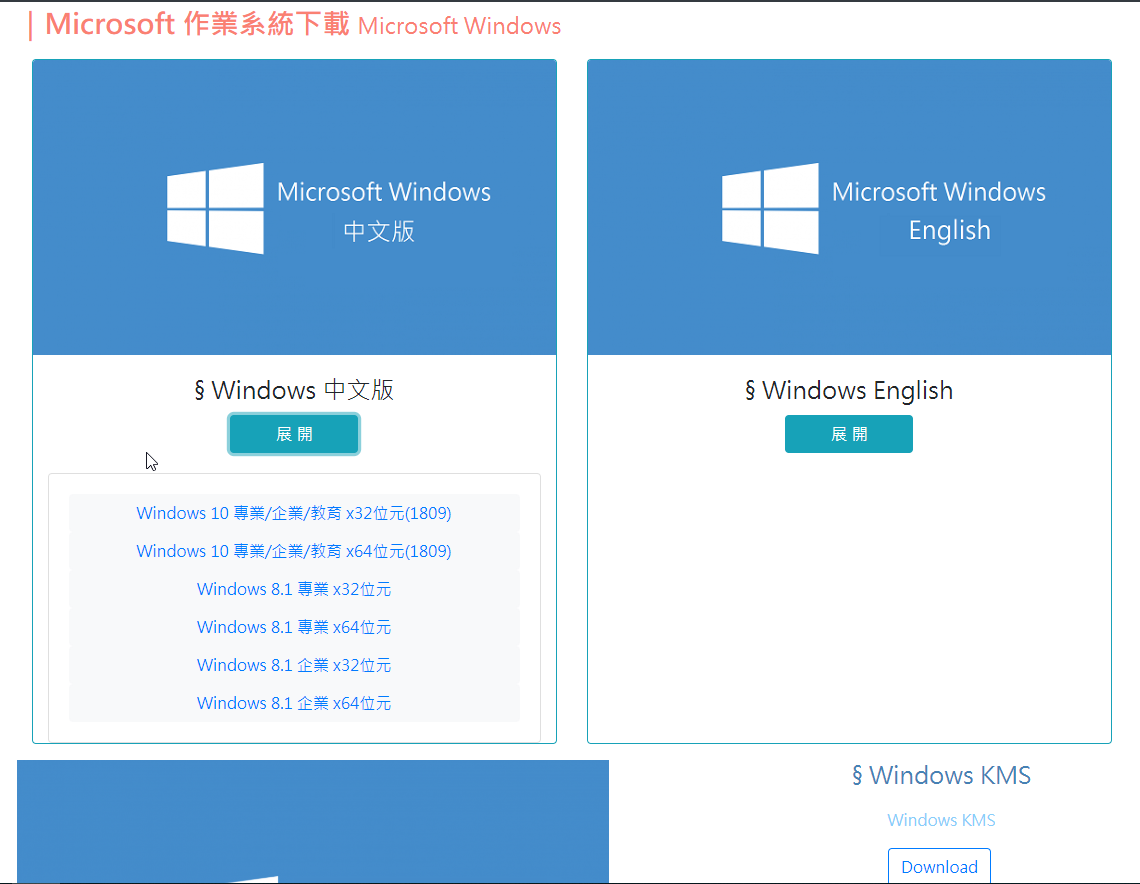 | Microsoft 作業系統下載 Microsoft Windows
Microsoft Windows
中文版
§ Windows 中文版
展 開
Windows 10 專業/企業/教育 x32位元(1809)
Windows 10 專業/企業/教育 x64位元(1809)
Windows 8.1 專業 x32位元
Windows 8.1 專業 x64位元
Windows 8.1 企業 x32位元
Windows 8.1 企業 x64位元
Microsoft Windows
English
§ Windows English
展 開
§ Windows KMS
Windows KMS
Download